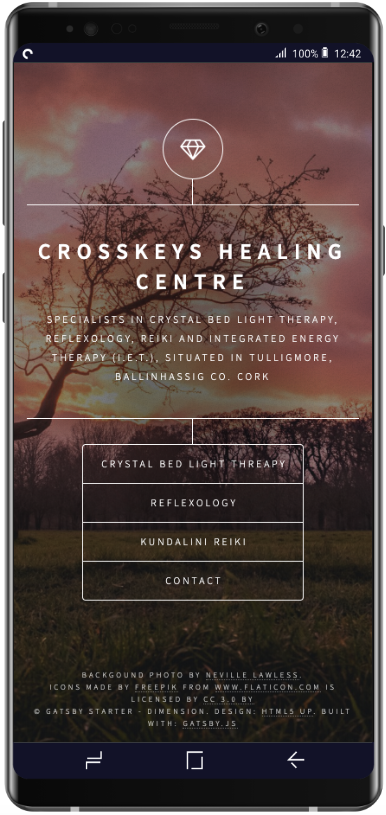 100% 12:42
CROSSKEYS HEALING
CENTRE
SPECIALISTS IN CRYSTAL BED LIGHT THERAPY,
REFLEXOLOGY, REIKI AND INTEGRATED ENERGY
THERAPY (I.E.T.), SITUATED IN TULLIGMORE,
BALLINHASSIG CO. CORK
CRYSTAL BED LIGHT THREAPY
REFLEXOLOGY
KUNDALINI REIKI
CONTACT
BACKGOUND PHOTO BY NEVILLE LAWLESS.
ICONS MADE BY FREEPIK FROM WWW.FLATICON.COM IS
LICENSED BY CC 3.0 BY
© GATSBY STARTER - DIMENSION. DESIGN: HTML5 UP. BUILT
WITH: GATSBY.JS